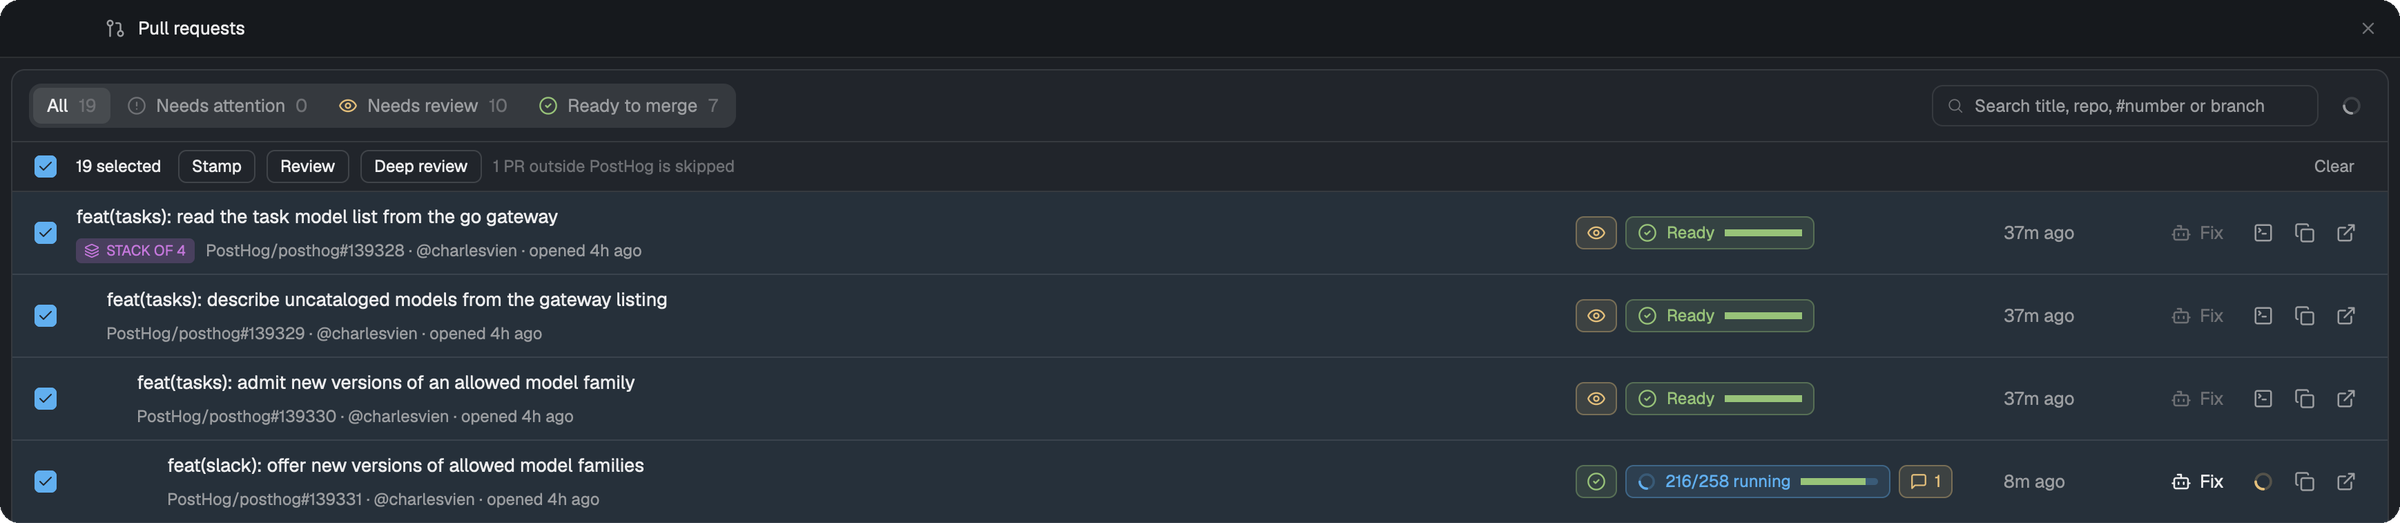 Pull requests
All 19 Needs attention 0 Needs review 10 Ready to merge 7 Search title, repo, #number or branch
19 selected Stamp Review Deep review 1 PR outside PostHog is skipped Clear
feat(tasks): read the task model list from the go gateway
STACK OF 4 PostHog/posthog#139328 · @charlesvien · opened 4h ago Ready 37m ago Fix
feat(tasks): describe uncataloged models from the gateway listing
PostHog/posthog#139329 · @charlesvien · opened 4h ago Ready 37m ago Fix
feat(tasks): admit new versions of an allowed model family
PostHog/posthog#139330 · @charlesvien · opened 4h ago Ready 37m ago Fix
feat(slack): offer new versions of allowed model families
PostHog/posthog#139331 · @charlesvien · opened 4h ago 216/258 running 1 8m ago Fix